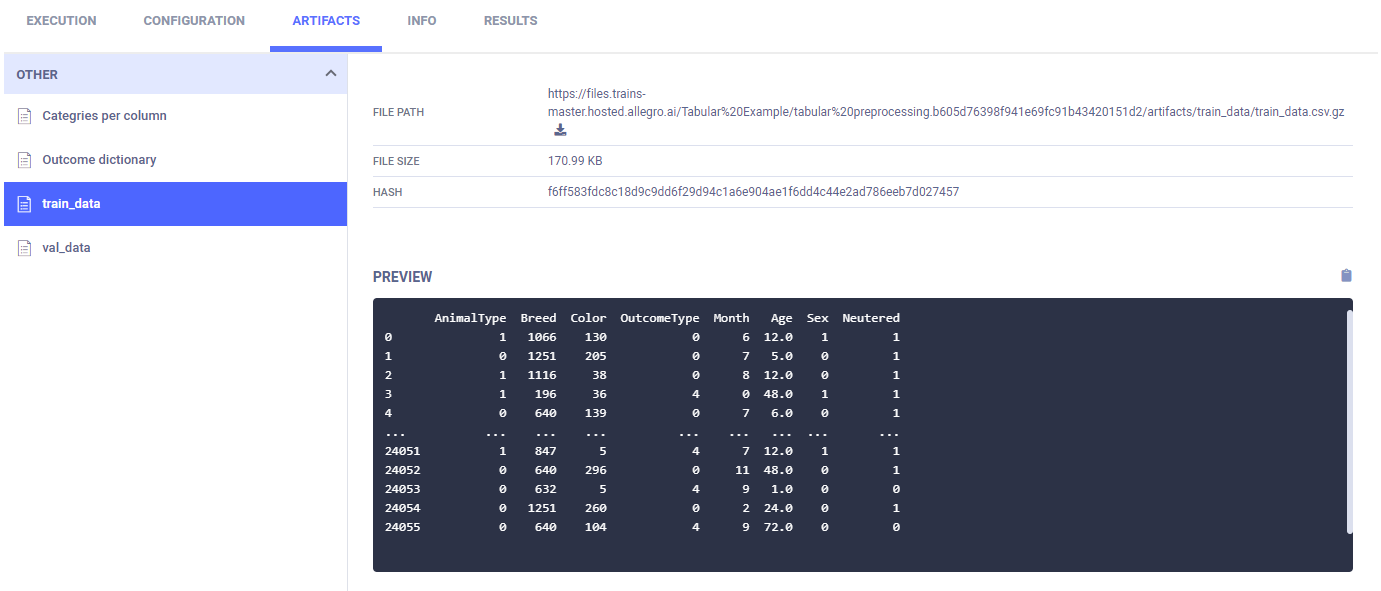 EXECUTION CONFIGURATION ARTIFACTS INFO RESULTS
OTHER
Categries per column
Outcome dictionary
train_data
val_data
https://files.trains-
FILE PATH master.hosted.allegro.ai/Tabular%20Example/tabular%20preprocessing.b605d76398f941e69fc91b43420151d2/artifacts/train_data/train_data.csv.gz
FILE SIZE 170.99 KB
HASH f6ff583fdc8c18d9c9dd6f29d94c1a6e904ae1f6dd4c44e2ad786eeb7d027457
PREVIEW
AnimalType Breed Color OutcomeType Month Age Sex Neutered
0 1 1066 130 0 6 12.0 1 1
1 0 1251 205 0 7 5.0 0 1
2 1 1116 38 0 8 12.0 0 1
3 1 196 36 4 0 48.0 1 1
4 0 640 139 0 7 6.0 0 1
... ... ... ... ... ... ... ... ...
24051 1 847 5 4 7 12.0 1 1
24052 0 640 296 0 11 48.0 0 1
24053 0 632 5 4 9 1.0 0 0
24054 0 1251 260 0 2 24.0 0 1
24055 0 640 104 4 9 72.0 0 0